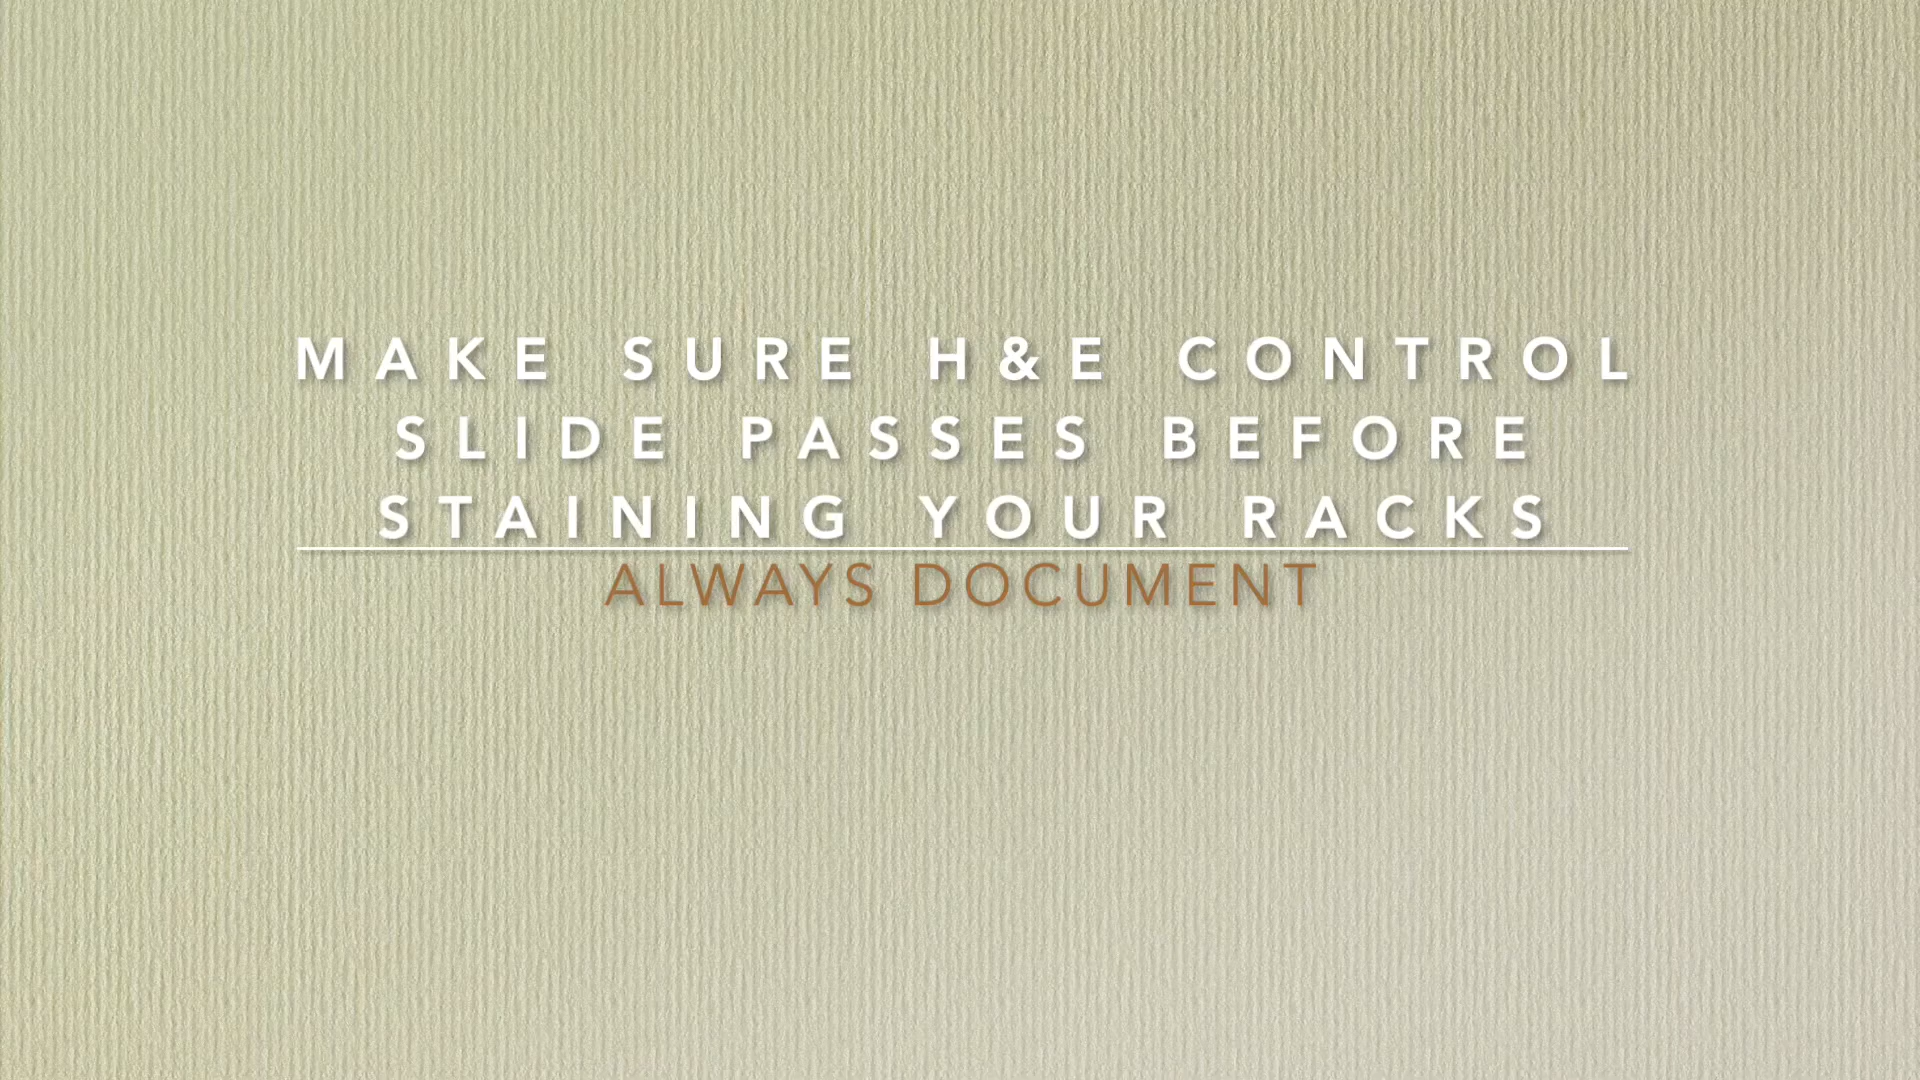 MAKE SURE H&E CONTROL
SLIDE PASSES BEFORE
STAINING YOUR RACKS
ALWAYS DOCUMENT